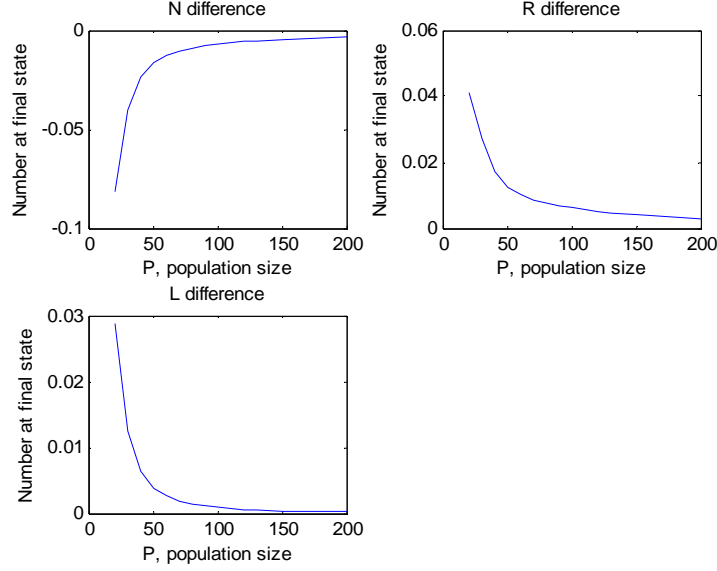 N difference
Number at final state
0
-0.05
-0.1
0 50 100 150 200
P, population size
R difference
Number at final state
0.06
0.04
0.02
0
0 50 100 150 200
P, population size
L difference
Number at final state
0.03
0.02
0.01
0
0 50 100 150 200
P, population size